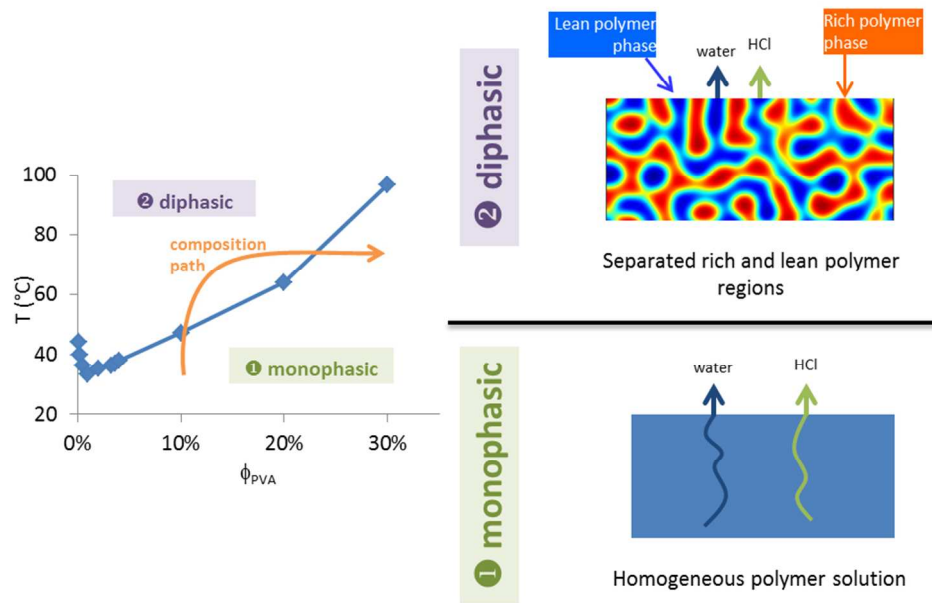 T (°C)
100
80
60
40
20
0%
10%
20%
30%
ϕPVA
❷ diphasic
composition
path
❶ monophasic
❷ diphasic
Lean polymer
phase
water
HCl
Rich polymer
phase
Separated rich and lean polymer
regions
❶ monophasic
water
HCl
Homogeneous polymer solution